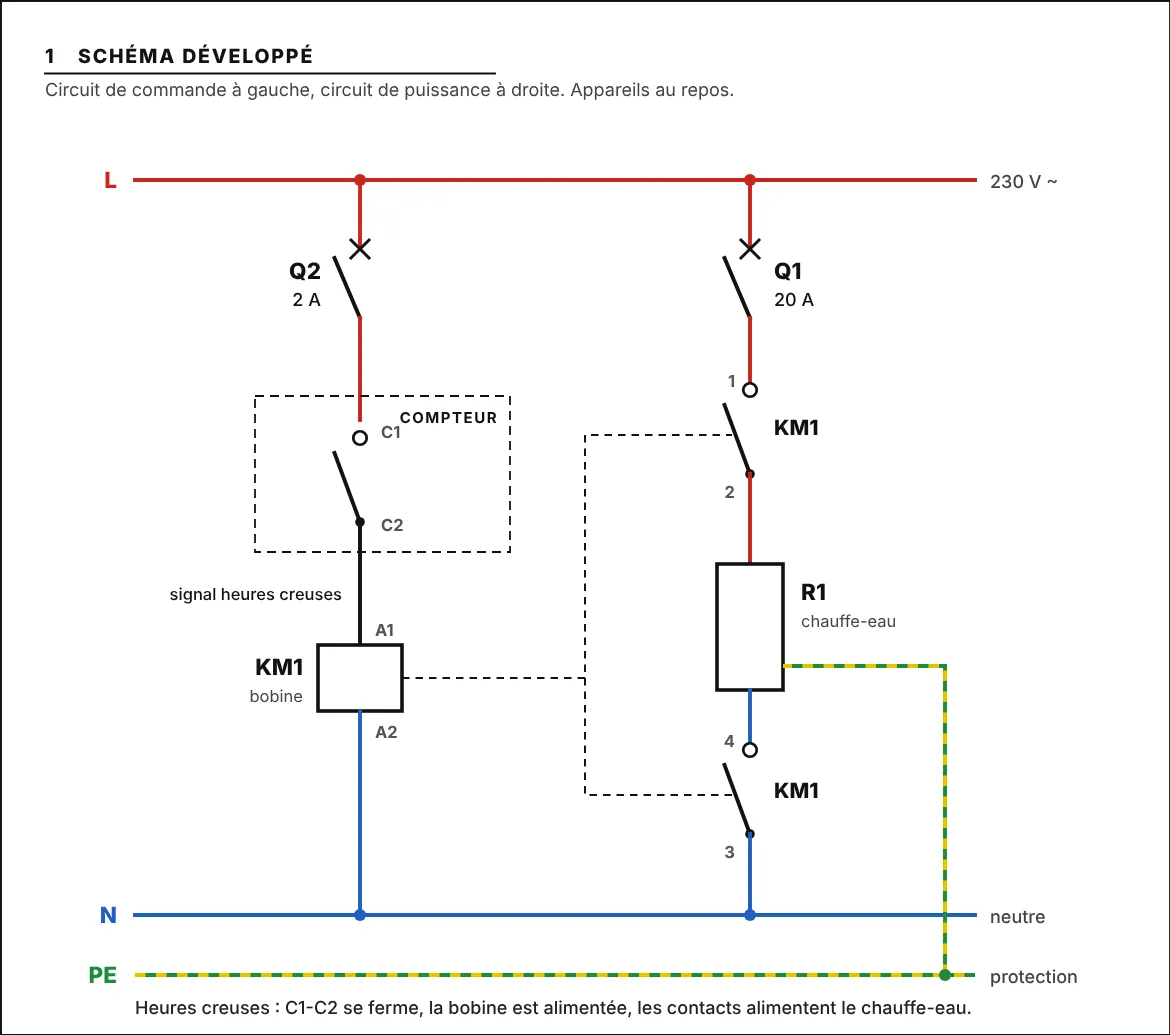 1 SCHÉMA DÉVELOPPÉ
Circuit de commande à gauche, circuit de puissance à droite. Appareils au repos.
L
230 V ~
Q2
2 A
Q1
20 A
1
COMPTEUR
C1
KM1
2
C2
signal heures creuses
R1
chauffe-eau
A1
KM1
bobine
A2
4
KM1
3
N
neutre
PE
protection
Heures creuses : C1-C2 se ferme, la bobine est alimentée, les contacts alimentent le chauffe-eau.